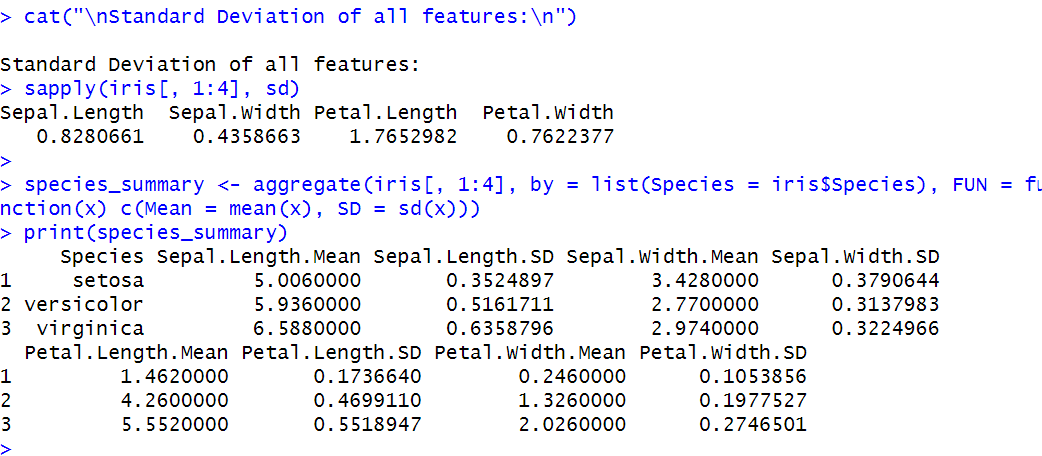 > cat("\nStandard Deviation of all features:\n")

Standard Deviation of all features:
> sapply(iris[, 1:4], sd)
Sepal.Length  Sepal.Width Petal.Length  Petal.Width
   0.8280661    0.4358663    1.7652982    0.7622377
>
> species_summary <- aggregate(iris[, 1:4], by = list(Species = iris$Species), FUN = fu
nction(x) c(Mean = mean(x), SD = sd(x)))
> print(species_summary)
     Species Sepal.Length.Mean Sepal.Length.SD Sepal.Width.Mean Sepal.Width.SD
1     setosa         5.0060000       0.3524897        3.4280000      0.3790644
2 versicolor         5.9360000       0.5161711        2.7700000      0.3137983
3  virginica         6.5880000       0.6358796        2.9740000      0.3224966
  Petal.Length.Mean Petal.Length.SD Petal.Width.Mean Petal.Width.SD
1         1.4620000       0.1736640        0.2460000      0.1053856
2         4.2600000       0.4699110        1.3260000      0.1977527
3         5.5520000       0.5518947        2.0260000      0.2746501
>